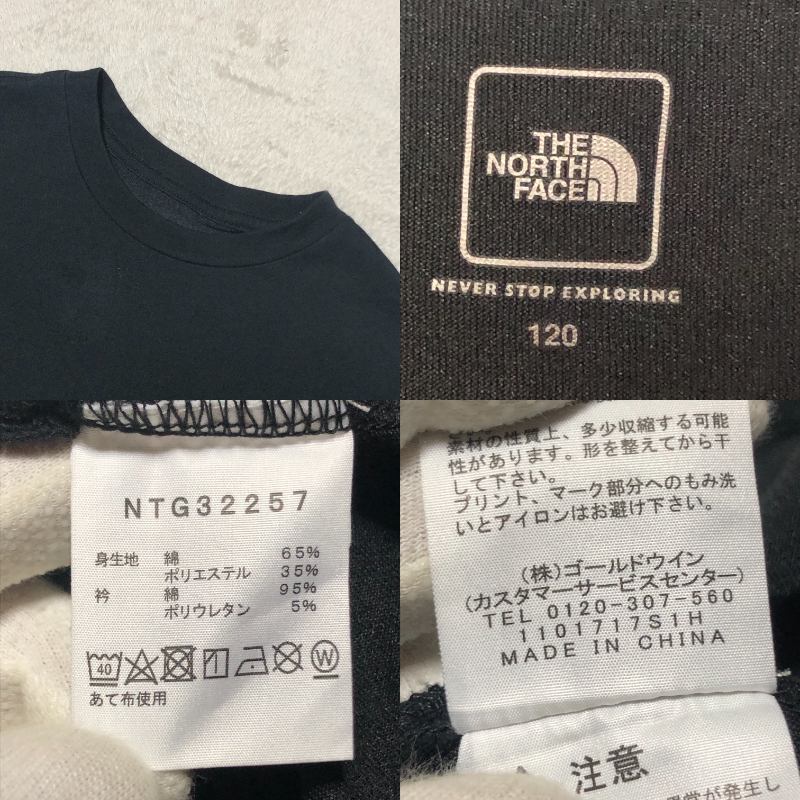 THE
NORTH
FACE
NEVER STOP EXPLORING
120
NTG32257
身生地 綿 65%
ポリエステル 35%
衿 綿 95%
ポリウレタン 5%
40
W
あて布使用
素材の性質上、多少収縮する可能
性があります。形を整えてから干
して下さい。
プリント、マーク部分へのもみ洗
いとアイロンはお避け下さい。
(株)ゴールドウイン
(カスタマーサービスセンター)
TEL 0120-307-560
1101717S1H
MADE IN CHINA
注意